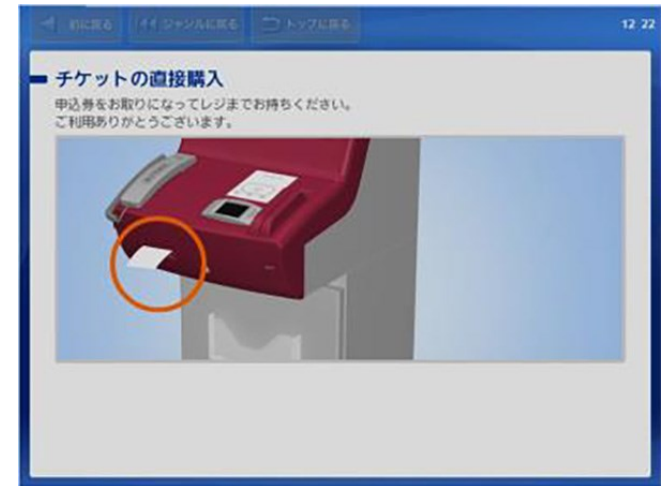 前に戻る ジャンルに戻る トップに戻る 12 22
チケットの直接購入
申込券をお取りになってレジまでお持ちください。
ご利用ありがとうございます。